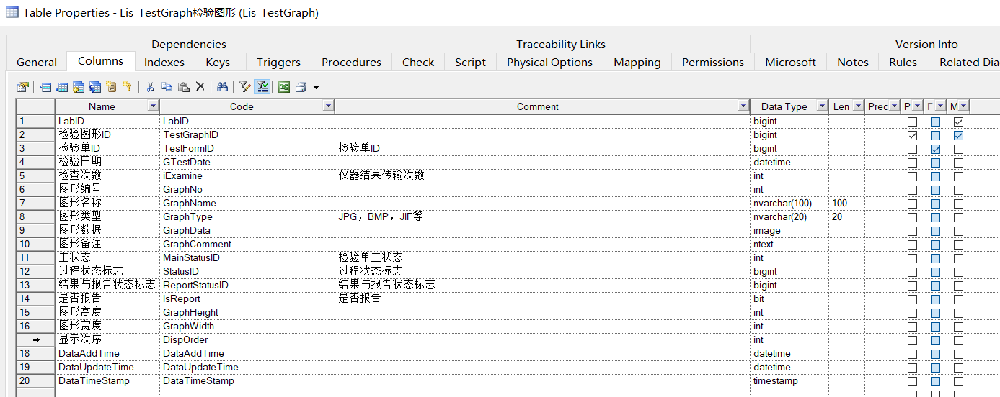 Table Properties - Lis_TestGraph检验图形 (Lis_TestGraph)
Dependencies Traceability Links Version Info
General Columns Indexes Keys Triggers Procedures Check Script Physical Options Mapping Permissions Microsoft Notes Rules Related Dia
Name Code Comment Data Type Len Prec P F M
1 LabID LabID bigint
2 检验图形ID TestGraphID bigint
3 检验单ID TestFormID 检验单ID bigint
4 检验日期 GTestDate datetime
5 检查次数 iExamine 仪器结果传输次数 int
6 图形编号 GraphNo int
7 图形名称 GraphName nvarchar(100) 100
8 图形类型 GraphType JPG，BMP，JIF等 nvarchar(20) 20
9 图形数据 GraphData image
10 图形备注 GraphComment ntext
11 主状态 MainStatusID 检验单主状态 int
12 过程状态标志 StatusID 过程状态标志 bigint
13 结果与报告状态标志 ReportStatusID 结果与报告状态标志 bigint
14 是否报告 IsReport 是否报告 bit
15 图形高度 GraphHeight int
16 图形宽度 GraphWidth int
显示次序 DispOrder int
18 DataAddTime DataAddTime datetime
19 DataUpdateTime DataUpdateTime datetime
20 DataTimeStamp DataTimeStamp timestamp